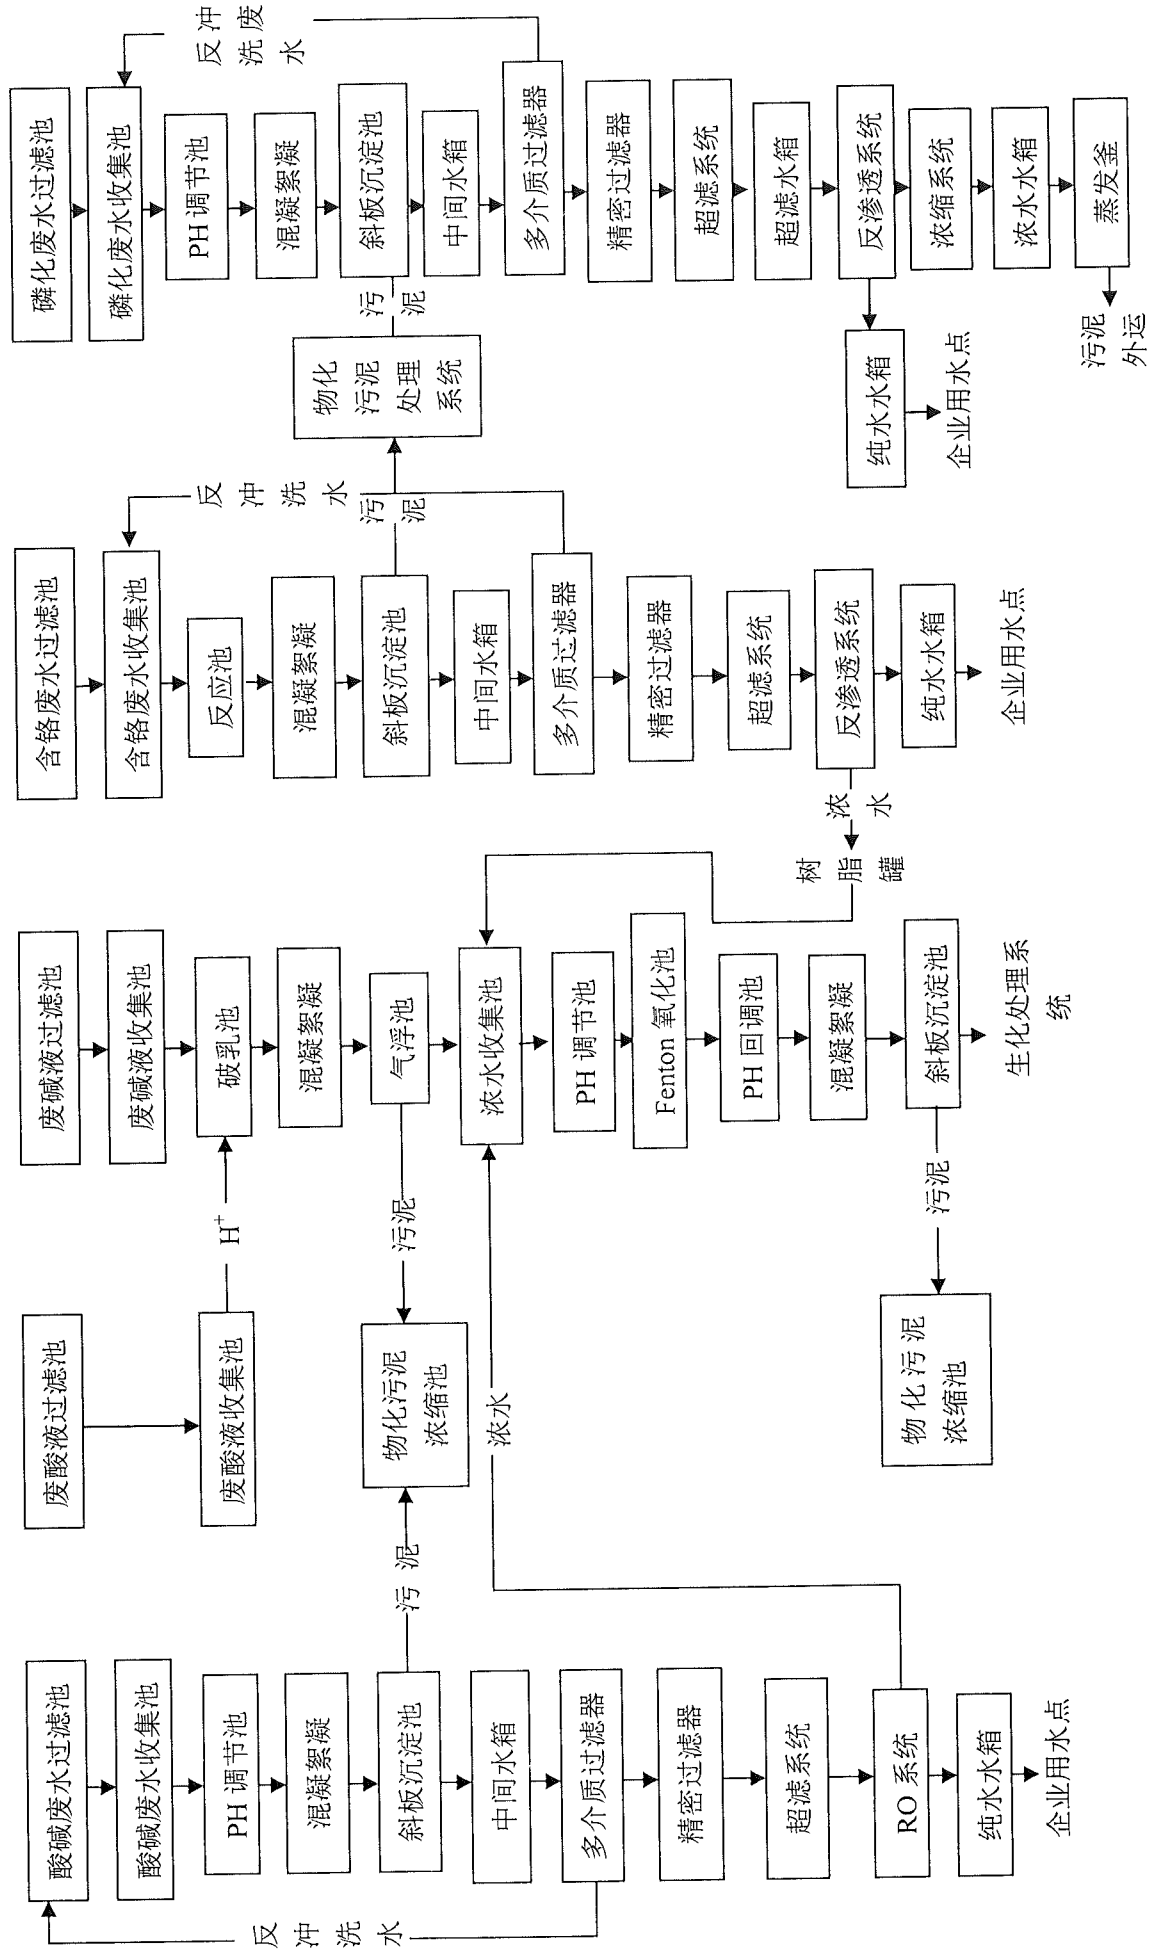 酸碱废水过滤池
酸碱废水收集池
PH 调节池
混凝絮凝
斜板沉淀池
中间水箱
多介质过滤器
精密过滤器
超滤系统
RO 系统
纯水水箱
企业用水点
反冲洗水
污泥
浓水
废酸液过滤池
废酸液收集池
H⁺
物化污泥
浓缩池
污泥
废碱液过滤池
废碱液收集池
破乳池
混凝絮凝
气浮池
浓水收集池
PH 调节池
Fenton 氧化池
PH 回调池
混凝絮凝
斜板沉淀池
生化处理系
统
污泥
物化污泥
浓缩池
含铬废水过滤池
含铬废水收集池
反应池
混凝絮凝
斜板沉淀池
中间水箱
多介质过滤器
精密过滤器
超滤系统
反渗透系统
纯水水箱
企业用水点
浓水
树脂罐
反冲洗水
污泥
物化
污泥
处理
系统
污泥
磷化废水过滤池
磷化废水收集池
PH 调节池
混凝絮凝
斜板沉淀池
中间水箱
多介质过滤器
精密过滤器
超滤系统
超滤水箱
反渗透系统
浓缩系统
浓水水箱
蒸发釜
反冲
洗废
水
纯水水箱
企业用水点
污泥
外运